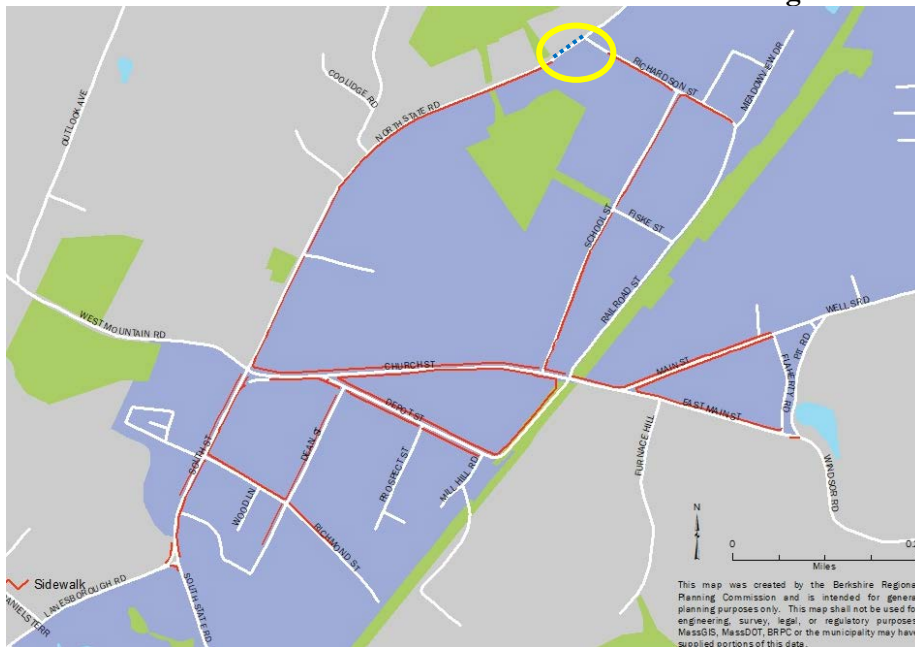 g
OUTLOOK AVE
COOLIDGE RD
NORTH STATE RD
RICHARDSON ST
MEADOWVIEW DR
SCHOOL ST
FISKE ST
RAILROAD ST
WEST MOUNTAIN RD
CHURCH ST
MAIN ST
WELLS RD
FLAHERTY RD
EAST MAIN ST
DEPOT ST
SOUTH ST
DEAN ST
PROSPECT ST
MILL HILL RD
FURNACE HILL
WINDSOR RD
WOOD LN
RICHMOND ST
N
0
Miles
Sidewalk
LANESBOROUGH RD
SOUTH STATE RD
This map was created by the Berkshire Regiona
Planning Commission and is intended for genera
planning purposes only. This map shall not be used fo
engineering, survey, legal, or regulatory purposes
MassGIS, MassDOT, BRPC or the municipality may have
supplied portions of this data.